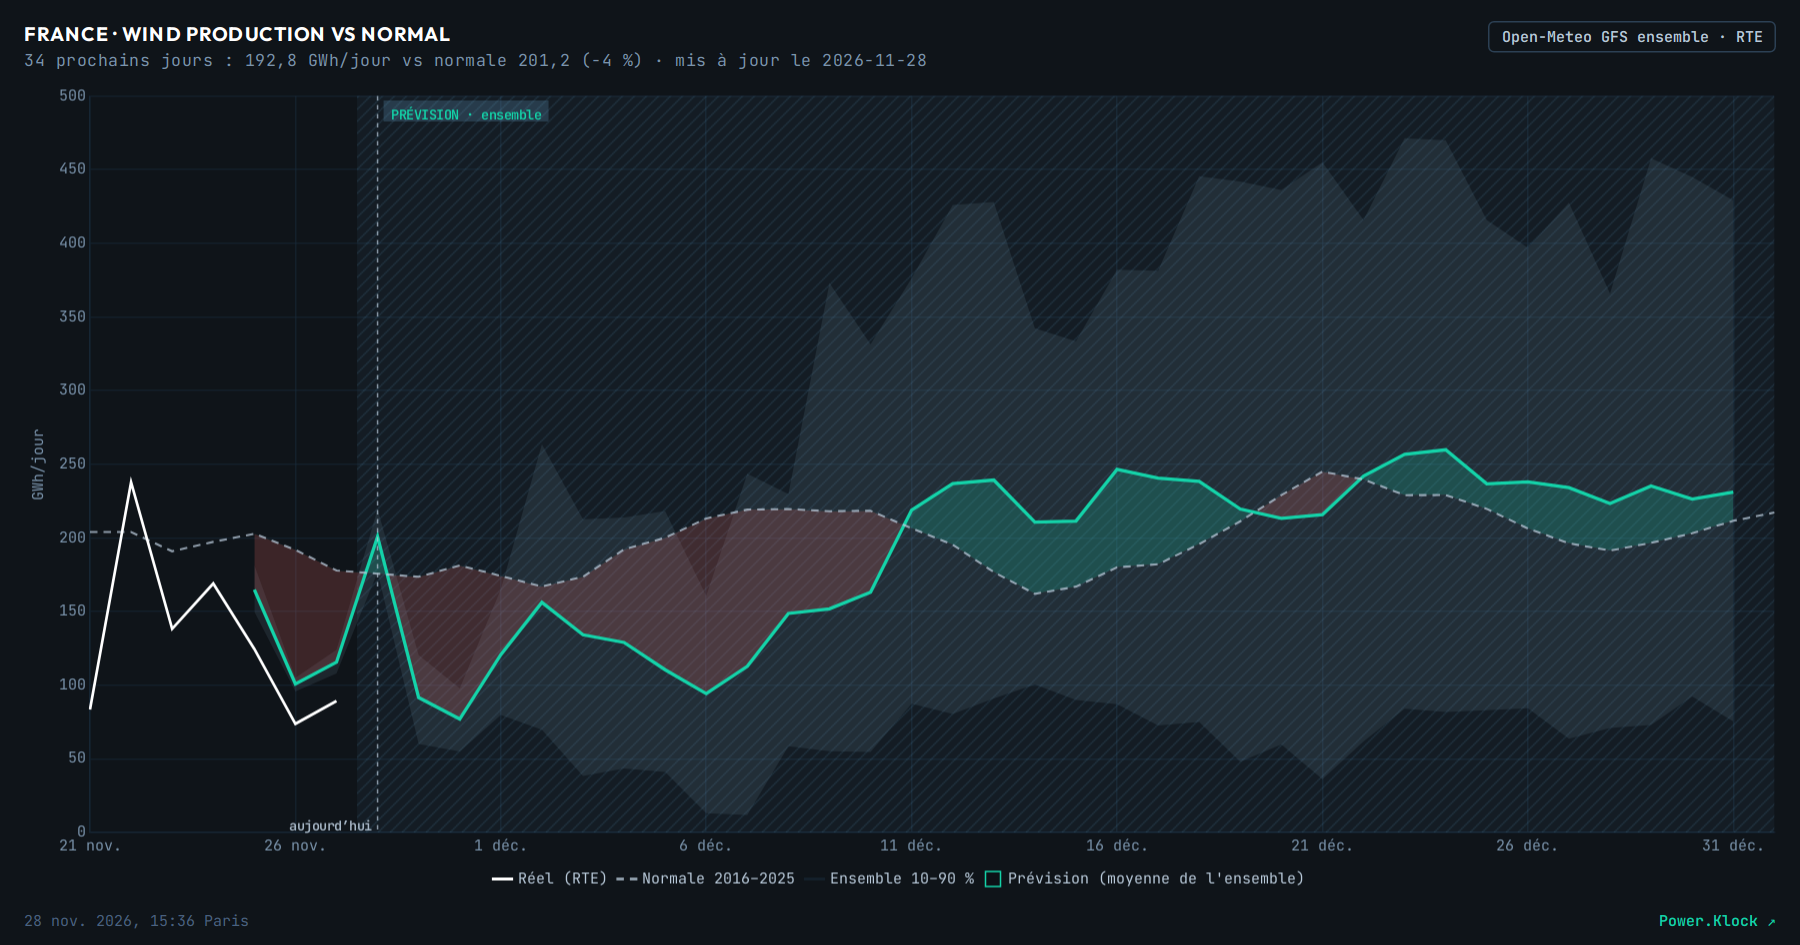 FRANCE · WIND PRODUCTION VS NORMAL
34 prochains jours : 192,8 GWh/jour vs normale 201,2 (-4 %) · mis à jour le 2026-11-28
Open-Meteo GFS ensemble · RTE
PRÉVISION · ensemble
GWh/jour
500
450
400
350
300
250
200
150
100
50
0
aujourd'hui
21 nov. 26 nov. 1 déc. 6 déc. 11 déc. 16 déc. 21 déc. 26 déc. 31 déc.
Réel (RTE) Normale 2016-2025 Ensemble 10-90 % Prévision (moyenne de l'ensemble)
28 nov. 2026, 15:36 Paris
Power.Klock ↗